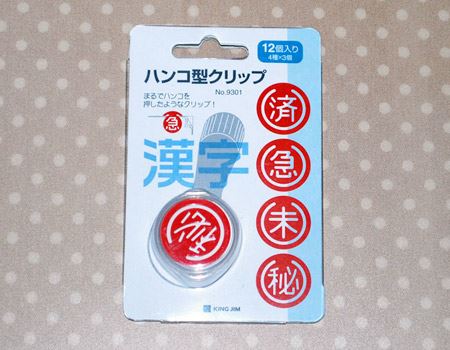 12個入り
4種×3個
ハンコ型クリップ
No.9301
まるでハンコを
押したようなクリップ！
急
漢字
済
急
未
秘
秘
KING JIM